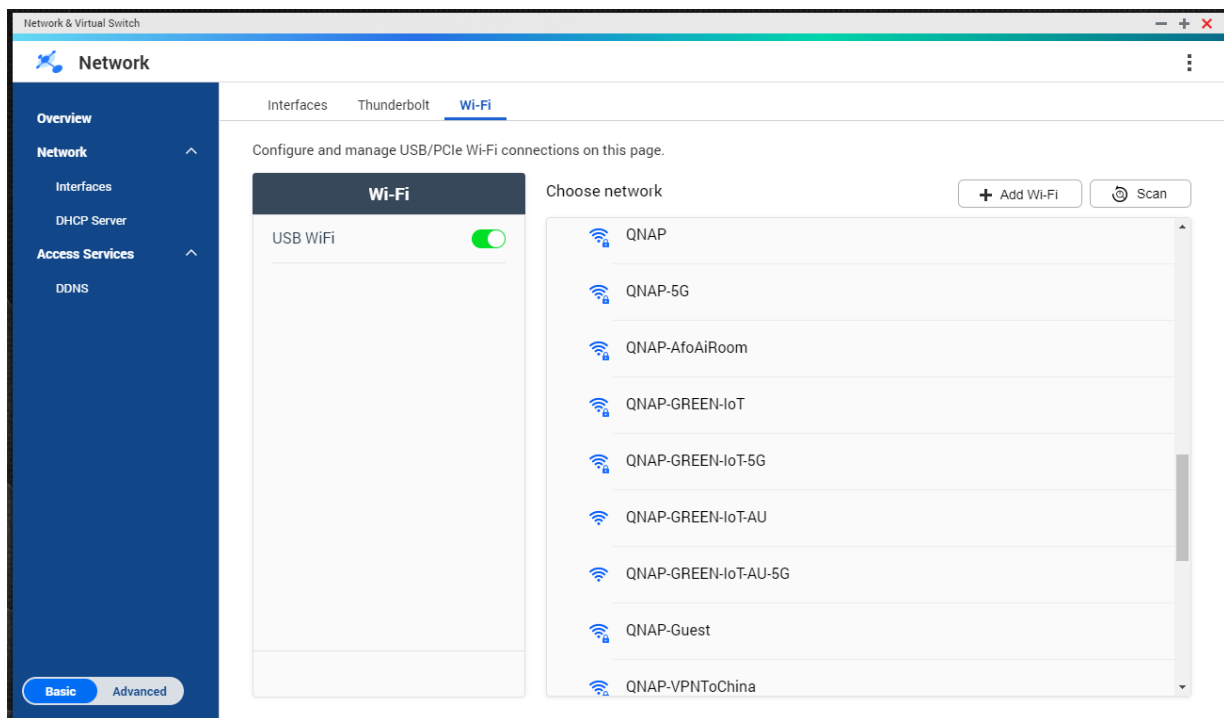 Network & Virtual Switch
Network
Overview
Network
Interfaces
DHCP Server
Access Services
DDNS
Basic
Advanced
Interfaces
Thunderbolt
Wi-Fi
Configure and manage USB/PCIe Wi-Fi connections on this page.
Wi-Fi
USB WiFi
Choose network
Add Wi-Fi
Scan
QNAP
QNAP-5G
QNAP-AfoAiRoom
QNAP-GREEN-IoT
QNAP-GREEN-IoT-5G
QNAP-GREEN-IoT-AU
QNAP-GREEN-IoT-AU-5G
QNAP-Guest
QNAP-VPNToChina